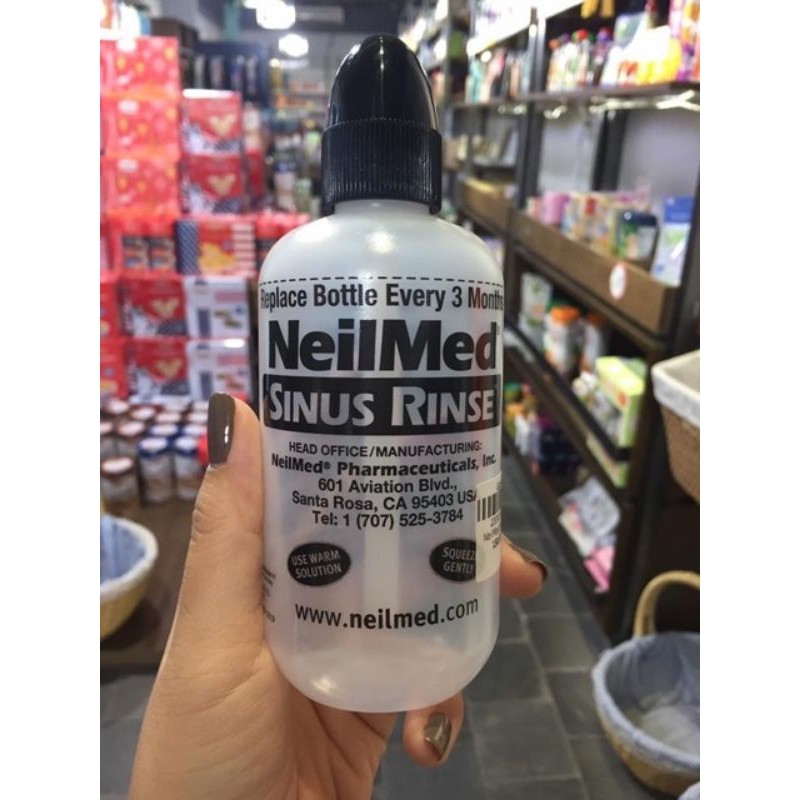 Replace Bottle Every 3 Months
NeilMed®
SINUS RINSE
HEAD OFFICE/MANUFACTURING:
NeilMed® Pharmaceuticals, Inc.
601 Aviation Blvd.,
Santa Rosa, CA 95403 USA
Tel: 1 (707) 525-3784
USE WARM
SOLUTION
SQUEEZE
GENTLY
www.neilmed.com